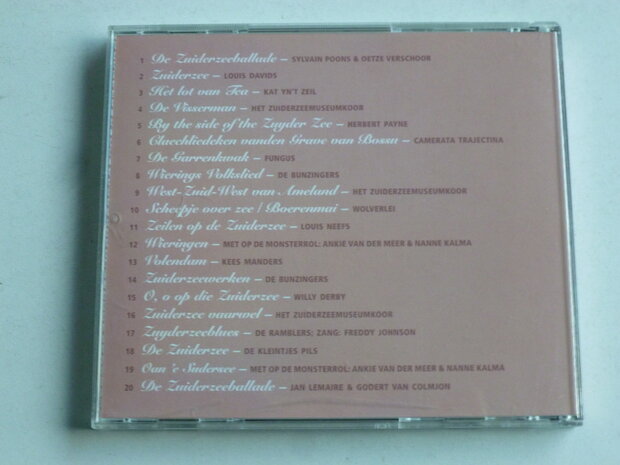 1 De Zuiderzeeballade – SYLVAIN POONS & OETZE VERSCHOOR
2 Zuiderzee – LOUIS DAVIDS
3 Het lot van Tea – KAT YN'T ZEIL
4 De Visserman – HET ZUIDERZEEMUSEUMKOOR
5 By the side of the Zuyder Zee – HERBERT PAYNE
6 Cluechliedeken vanden Grave van Bossu – CAMERATA TRAJECTINA
7 De Garrenkwak – FUNGUS
8 Wierings Volkslied – DE BUNZINGERS
9 West-Zuid-West van Ameland – HET ZUIDERZEEMUSEUMKOOR
10 Scheepje over zee / Boerenmai – WOLVERLEI
11 Zeilen op de Zuiderzee – LOUIS NEEFS
12 Wieringen – MET OP DE MONSTERROL: ANKIE VAN DER MEER & NANNE KALMA
13 Volendam – KEES MANDERS
14 Zuiderzeewerken – DE BUNZINGERS
15 O, o op die Zuiderzee – WILLY DERBY
16 Zuiderzee vaarwel – HET ZUIDERZEEMUSEUMKOOR
17 Zuyderzeeblues – DE RAMBLERS; ZANG: FREDDY JOHNSON
18 De Zuiderzee – DE KLEINTJES PILS
19 Oan 'e Sudersee – MET OP DE MONSTERROL: ANKIE VAN DER MEER & NANNE KALMA
20 De Zuiderzeeballade – JAN LEMAIRE & GODERT VAN COLMJON